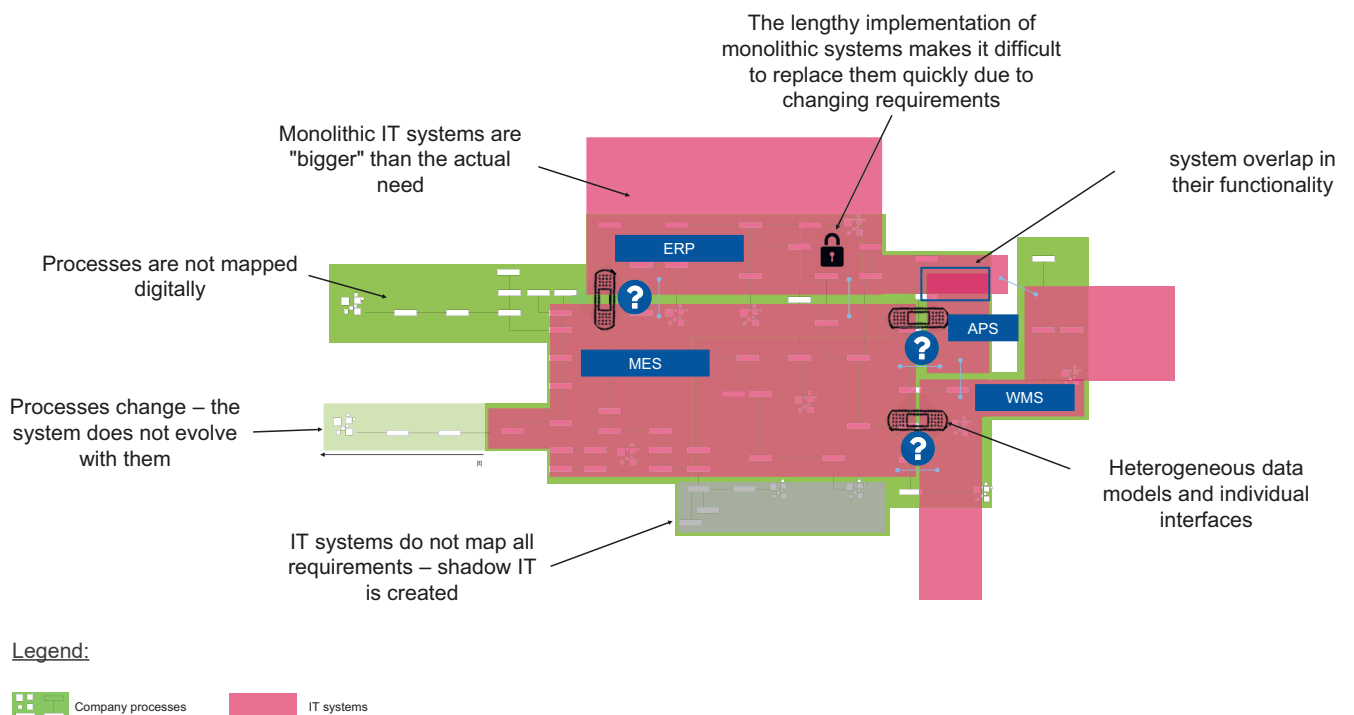 The lengthy implementation of
monolithic systems makes it difficult
to replace them quickly due to
changing requirements
Monolithic IT systems are
"bigger" than the actual
need
system overlap in
their functionality
ERP
Processes are not mapped
digitally
?
APS
?
MES
WMS
Processes change – the
system does not evolve
with them
?
[t]
Heterogeneous data
models and individual
interfaces
IT systems do not map all
requirements – shadow IT
is created
Legend:
Company processes
IT systems